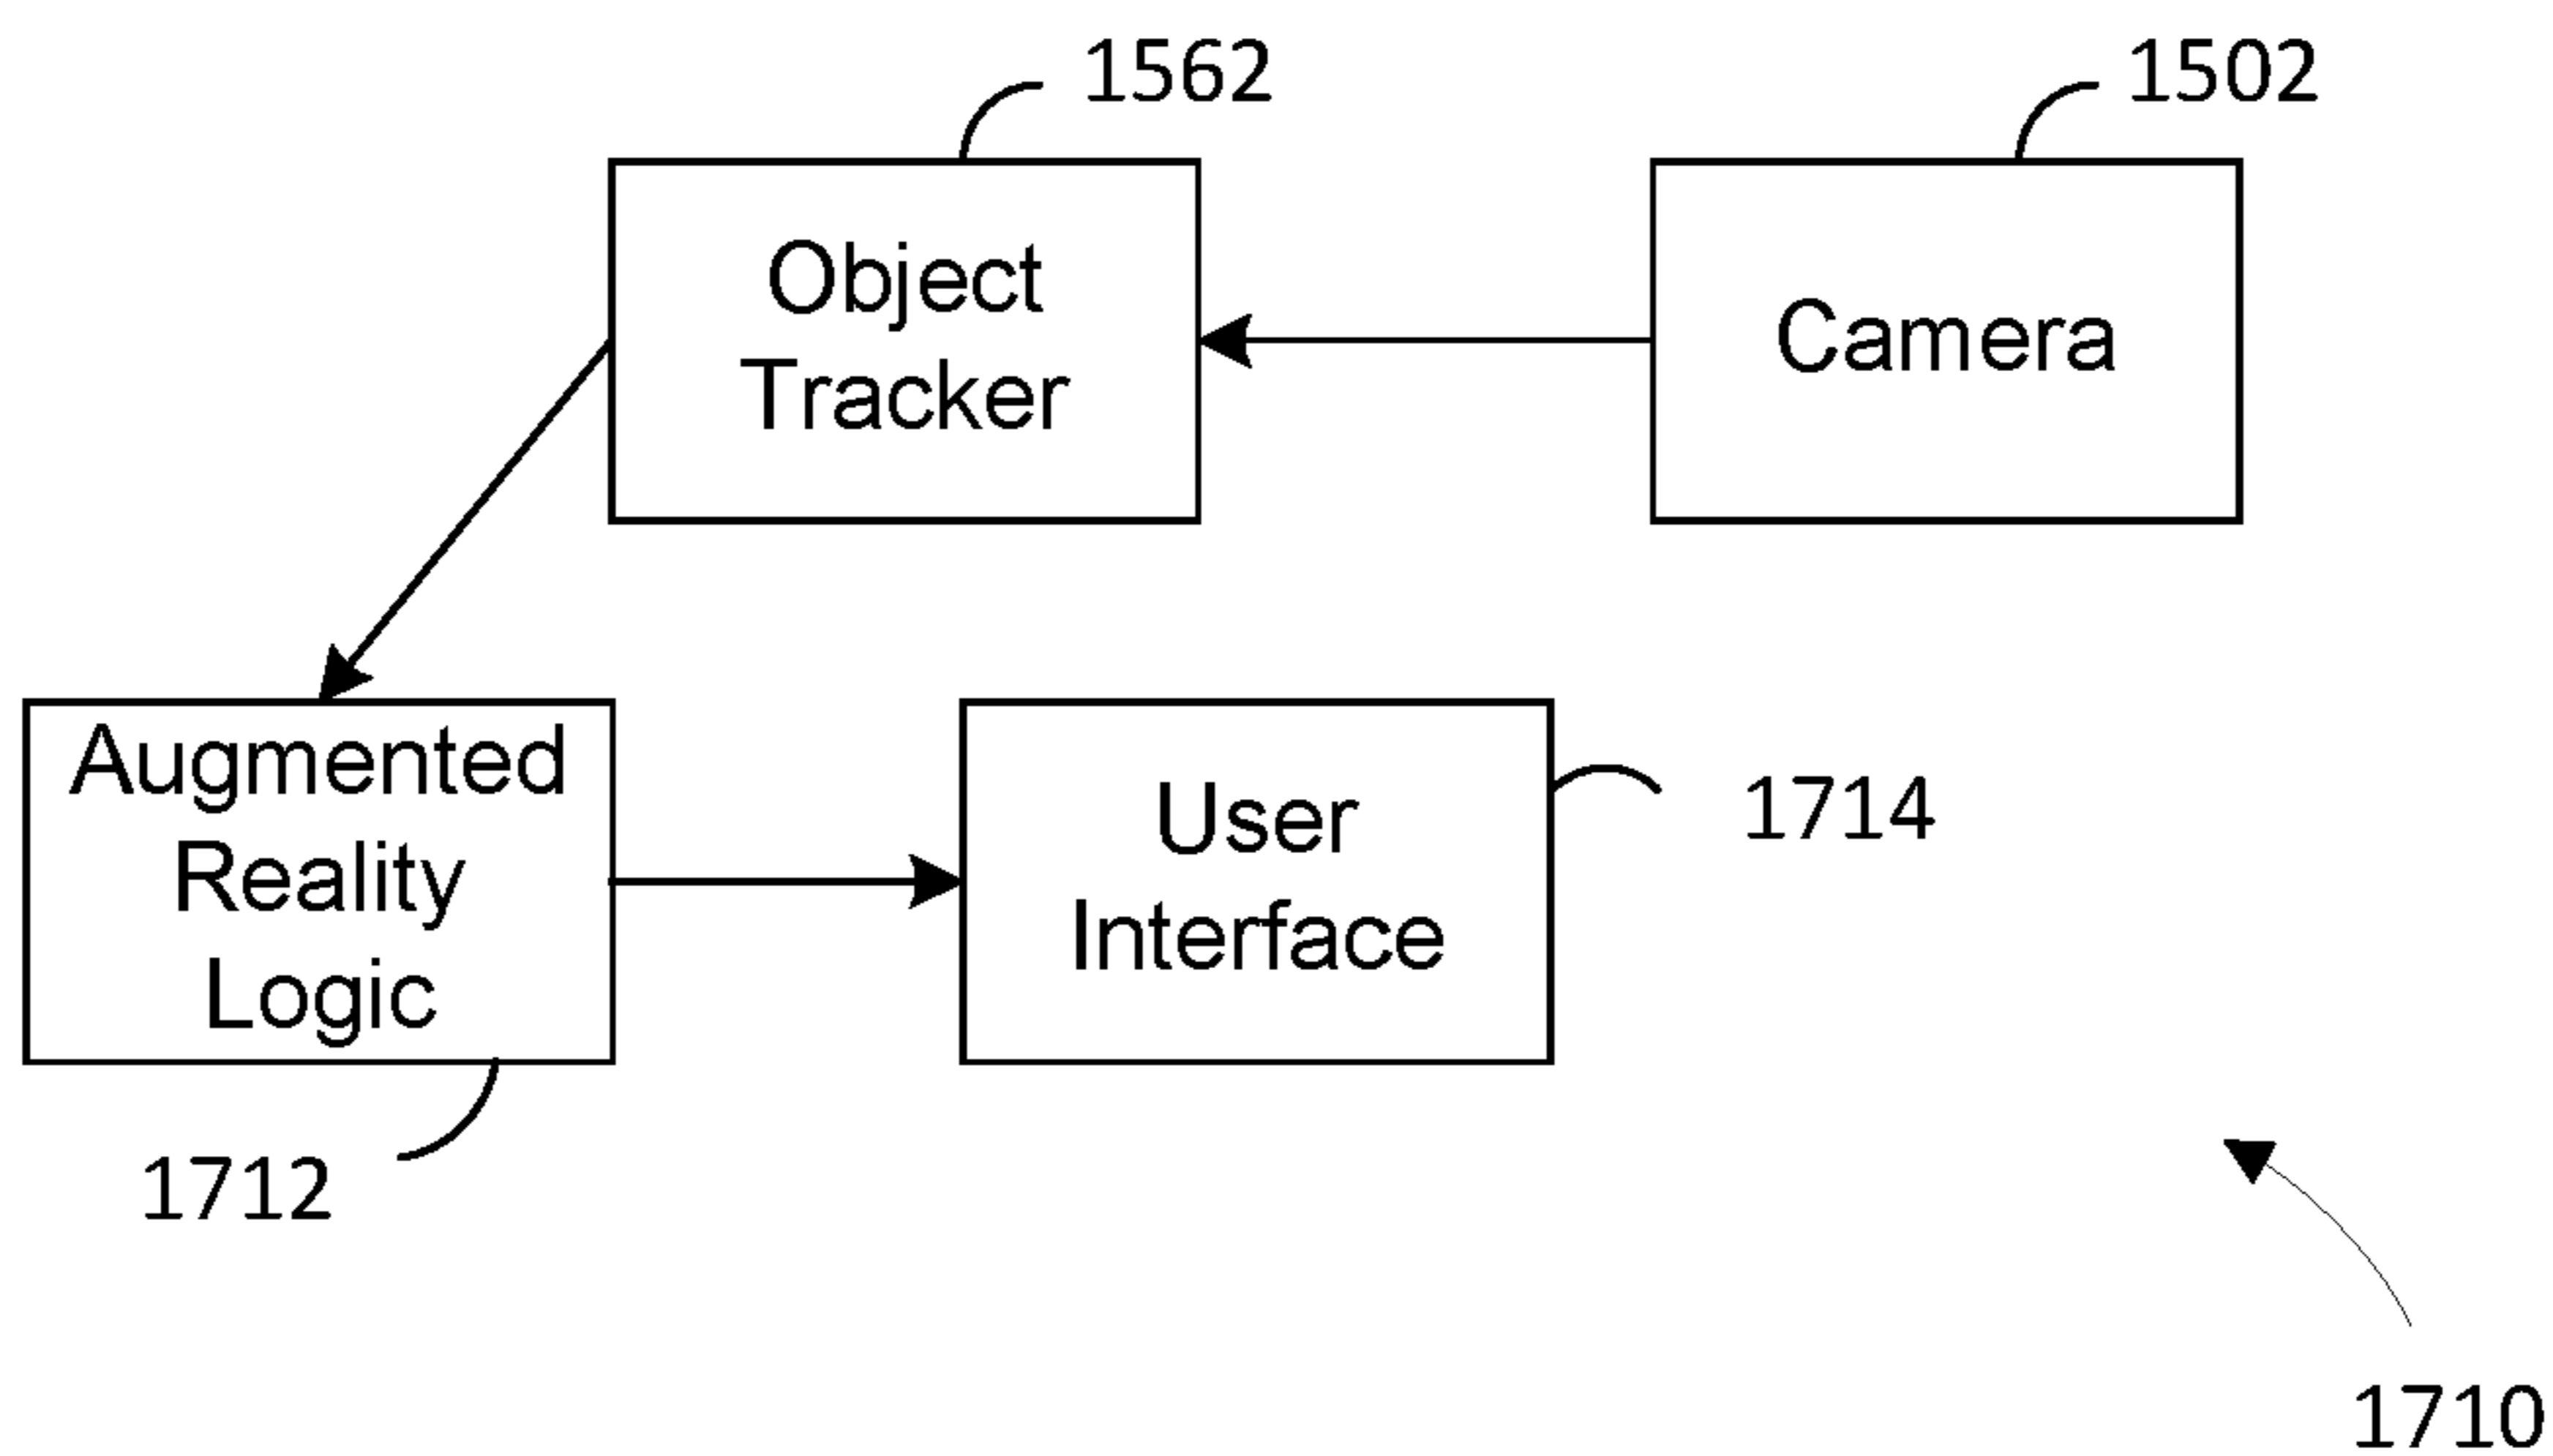 1562
1502
Object
Tracker
Camera
Augmented
Reality
Logic
User
Interface
1714
1712
1710